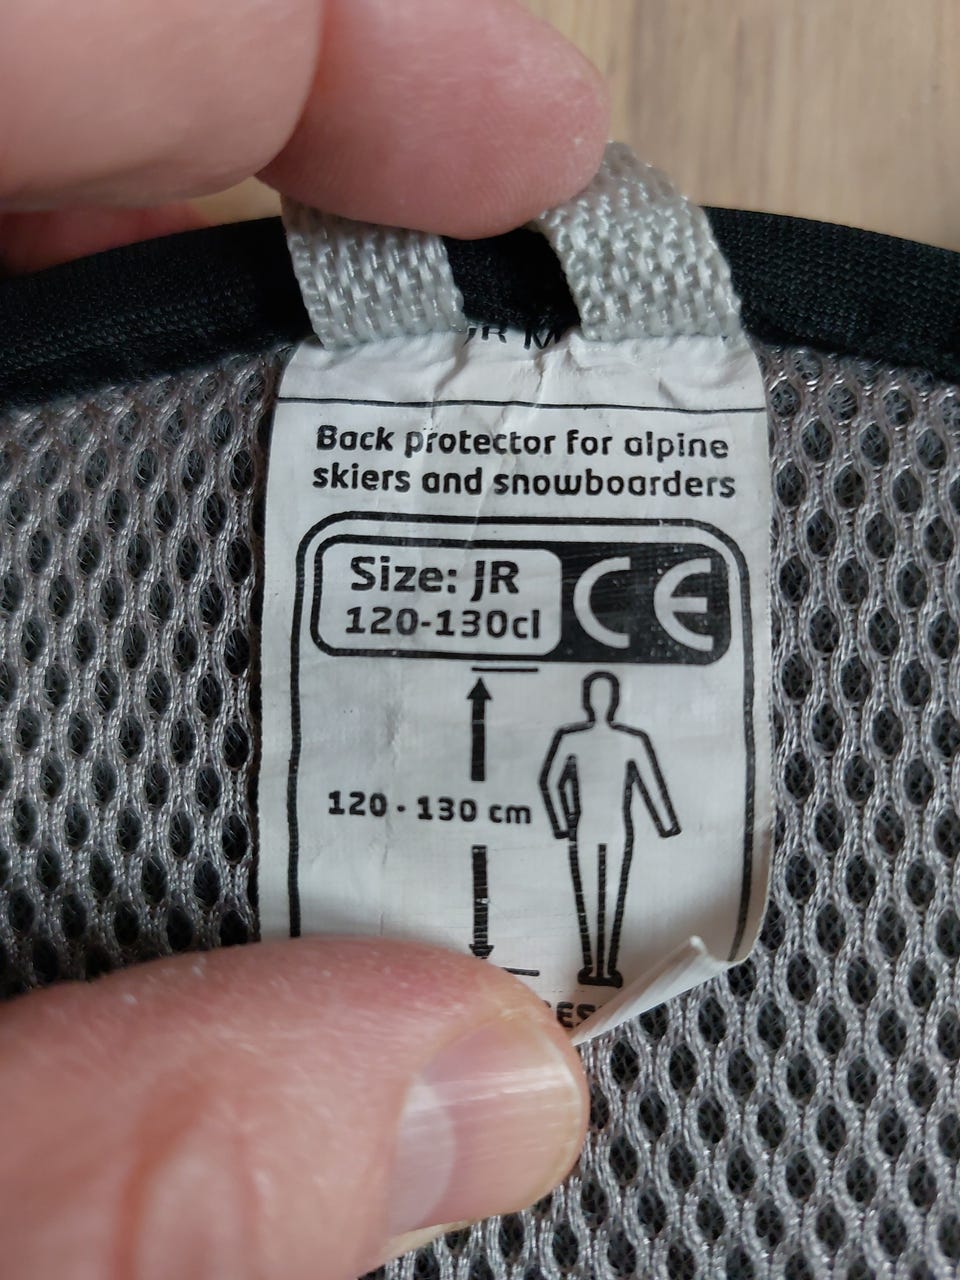 Back protector for alpine
skiers and snowboarders
Size: JR
120-130cl
CE
120 - 130 cm